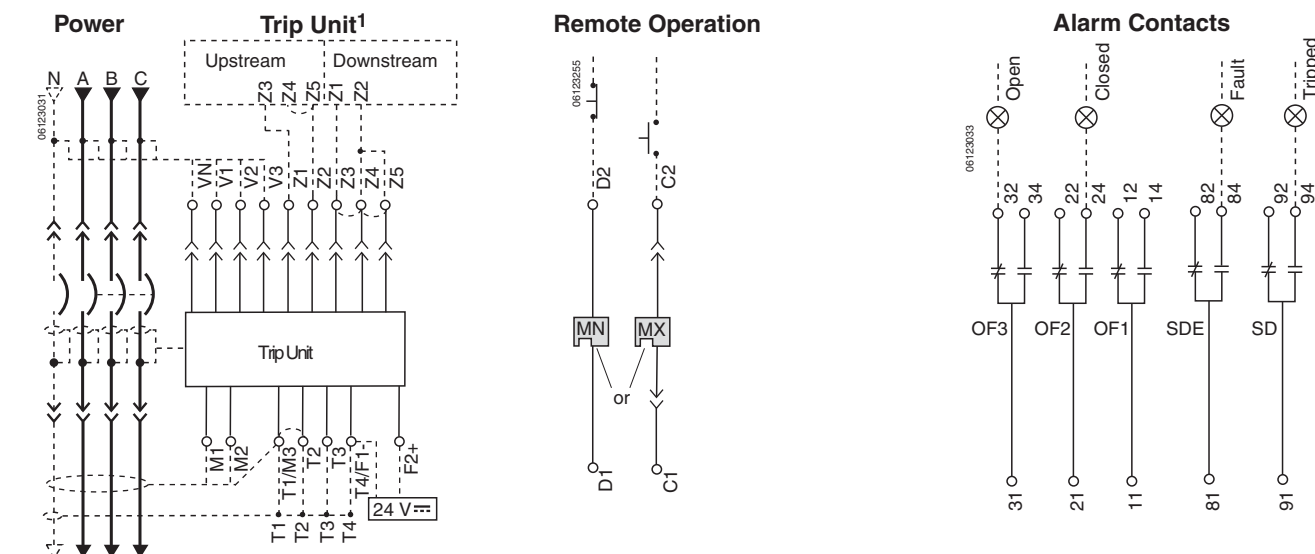 Power
Trip Unit1
Remote Operation
Alarm Contacts
Upstream
Downstream
Z3
Z4
Z5
Z1
Z2
N
A
B
C
06123031
VN
V1
V2
V3
Z1
Z2
Z3
Z4
Z5
Trip Unit
M1
M2
T1/M3
T2
T3
T4/F1-
F2+
24 V
T1
T2
T3
T4
06123255
D2
C2
MN
MX
or
D1
C1
06123033
Open
Closed
Fault
Tripped
32
34
22
24
12
14
82
84
92
94
OF3
OF2
OF1
SDE
SD
31
21
11
81
91